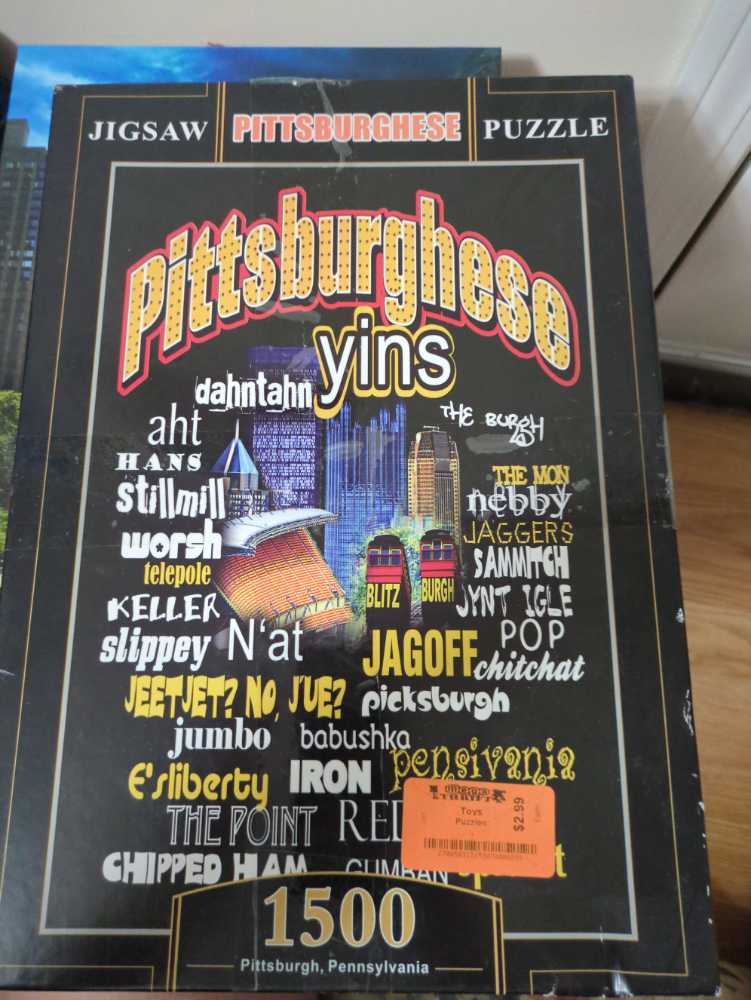 JIGSAW PITTSBURGHESE PUZZLE
Pittsburghese
yins
dahntahn
THE BURGH
aht
HANS
THE MON
stillmill
nebby
JAGGERS
worsh
SAMMITCH
telepole
BLITZ BURGH
JYNT IGLE
KELLER
POP
slippey
N'at
JAGOFF
chitchat
JEETJET? NO, J'UE?
picksburgh
jumbo
babushka
pensivania
E'sliberty
IRON
THE POINT
RED
Toys
Puzzles
$2.99
CHIPPED HAM
GUMBAN
1500
Pittsburgh, Pennsylvania